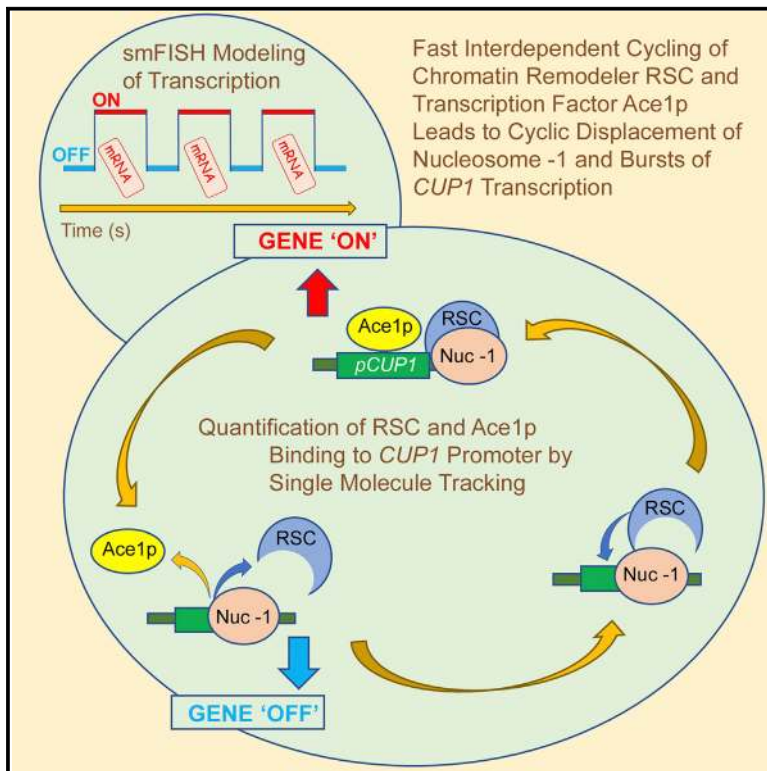 smFISH Modeling
of Transcription
ON
OFF
mRNA
mRNA
mRNA
Time (s)
Fast Interdependent Cycling of
Chromatin Remodeler RSC and
Transcription Factor Ace1p
Leads to Cyclic Displacement of
Nucleosome -1 and Bursts of
CUP1 Transcription
GENE ‘ON’
Ace1p
RSC
pCUP1
Nuc -1
Quantification of RSC and Ace1p
Binding to CUP1 Promoter by
Single Molecule Tracking
Ace1p
RSC
Nuc -1
RSC
Nuc -1
GENE ‘OFF’